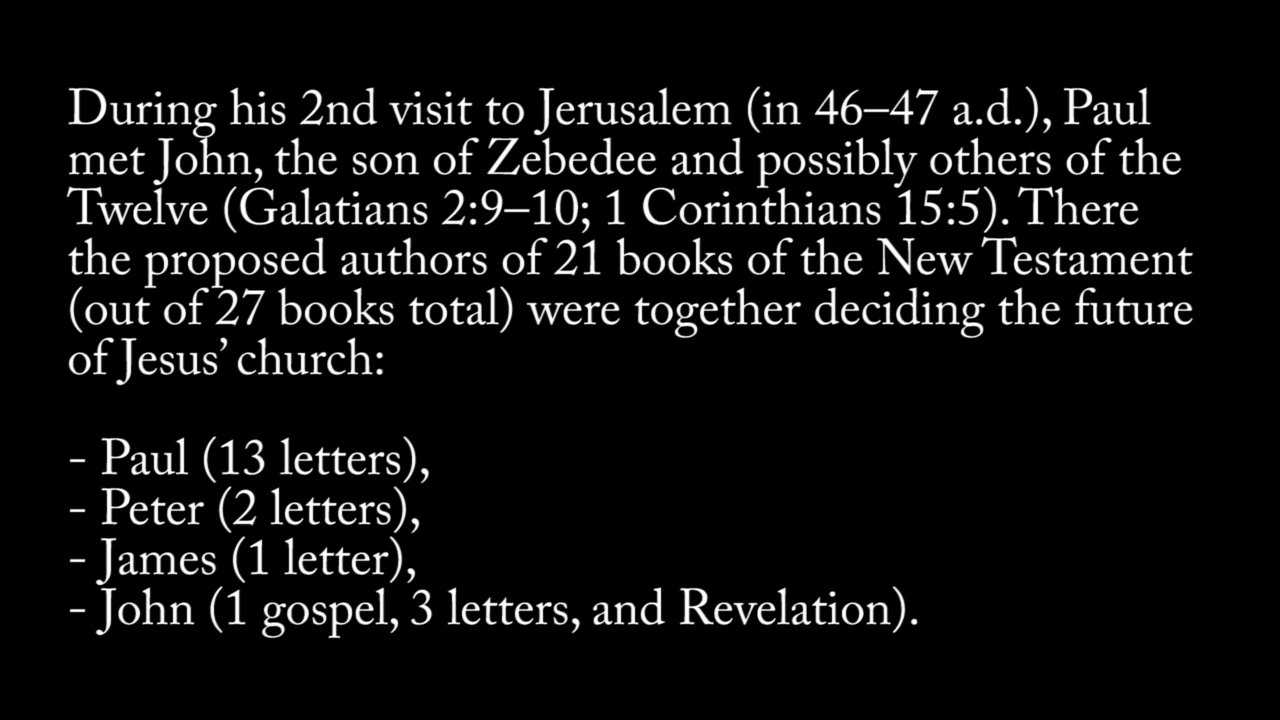 During his 2nd visit to Jerusalem (in 46–47 a.d.), Paul
met John, the son of Zebedee and possibly others of the
Twelve (Galatians 2:9–10; 1 Corinthians 15:5). There
the proposed authors of 21 books of the New Testament
(out of 27 books total) were together deciding the future
of Jesus’ church:
- Paul (13 letters),
- Peter (2 letters),
- James (1 letter),
- John (1 gospel, 3 letters, and Revelation).